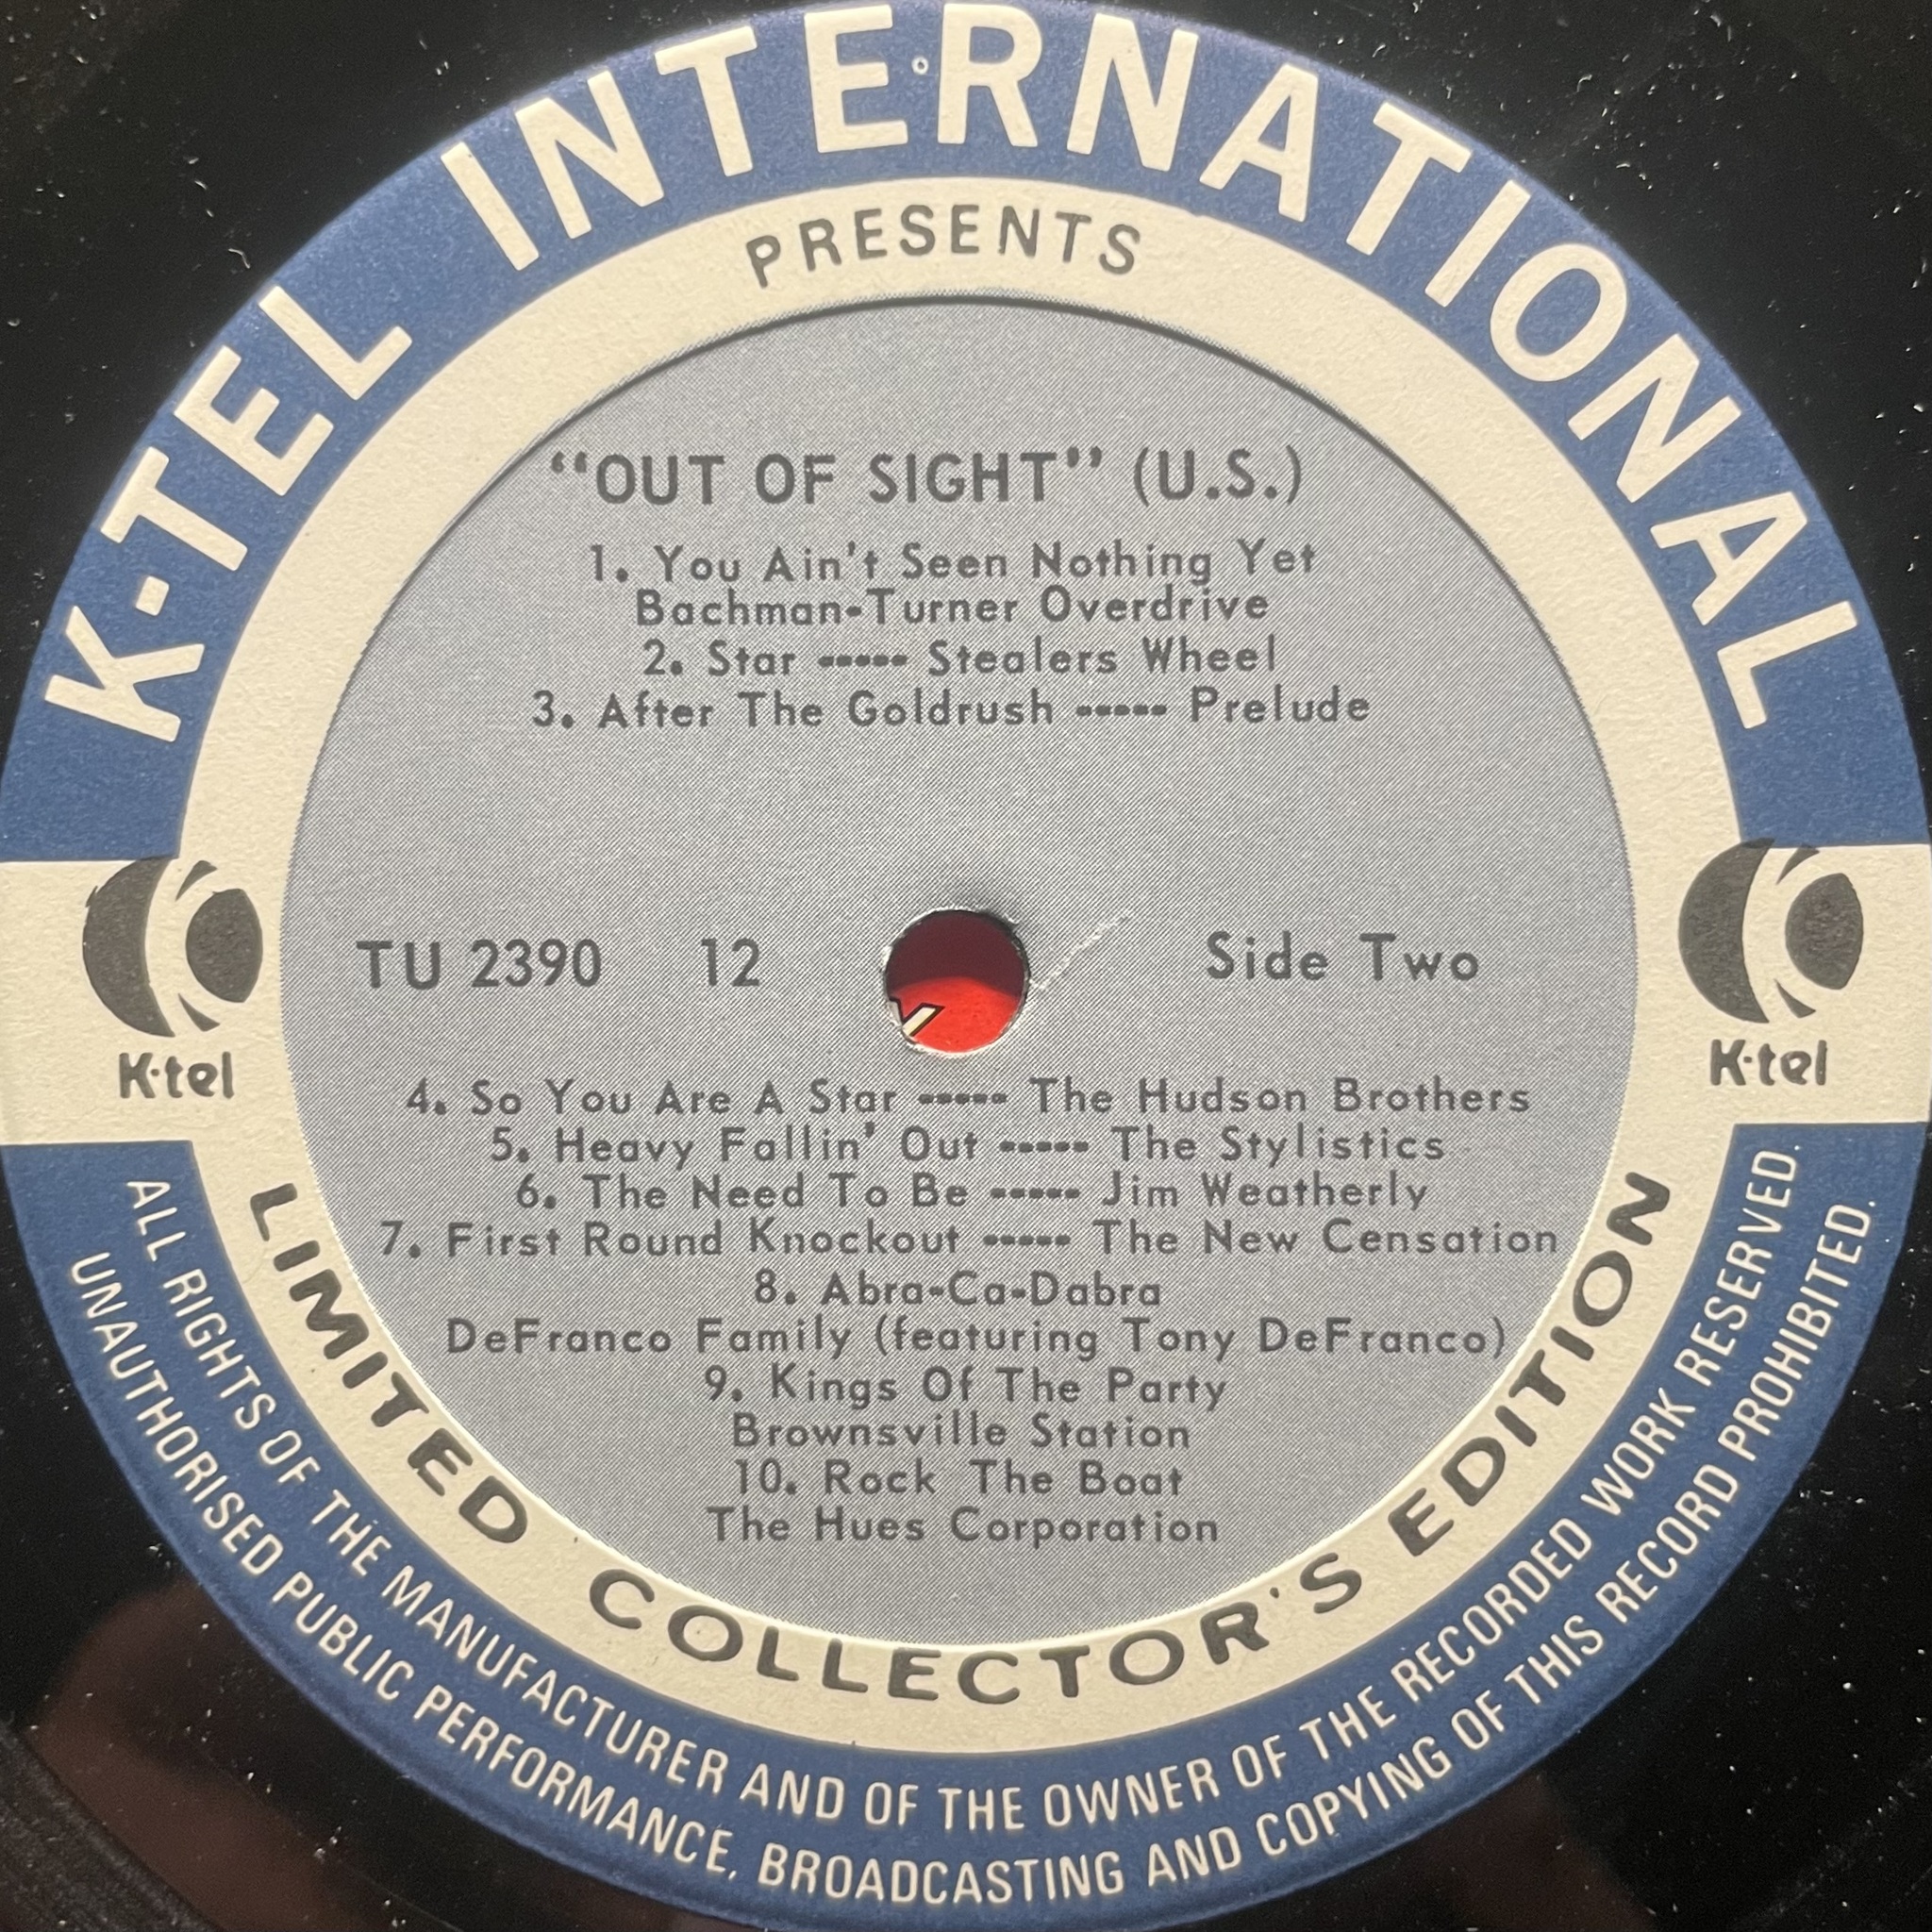 K·TEL INTERNATIONAL
PRESENTS
“OUT OF SIGHT” (U.S.)
1. You Ain't Seen Nothing Yet
Bachman-Turner Overdrive
2. Star ----- Stealers Wheel
3. After The Goldrush ----- Prelude
TU 2390 12 Side Two
K·tel
K·tel
4. So You Are A Star ----- The Hudson Brothers
5. Heavy Fallin' Out ----- The Stylistics
6. The Need To Be ----- Jim Weatherly
7. First Round Knockout ----- The New Censation
8. Abra-Ca-Dabra
DeFranco Family (featuring Tony DeFranco)
9. Kings Of The Party
Brownsville Station
10. Rock The Boat
The Hues Corporation
LIMITED COLLECTOR'S EDITION
ALL RIGHTS OF THE MANUFACTURER AND OF THE OWNER OF THE RECORDED WORK RESERVED.
UNAUTHORISED PUBLIC PERFORMANCE, BROADCASTING AND COPYING OF THIS RECORD PROHIBITED.